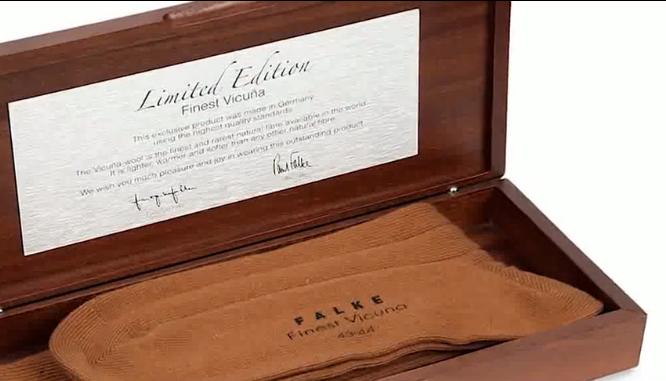 Limited Edition
Finest Vicuña
This exclusive product was made in Germany
using the highest quality standards.
The Vicuña-wool is the finest and rarest natural fibre available in the world.
It is lighter, warmer and softer than any other natural fibre.
We wish you much pleasure and joy in wearing this outstanding product.
Paul Falke
FALKE
Finest Vicuna
43-44